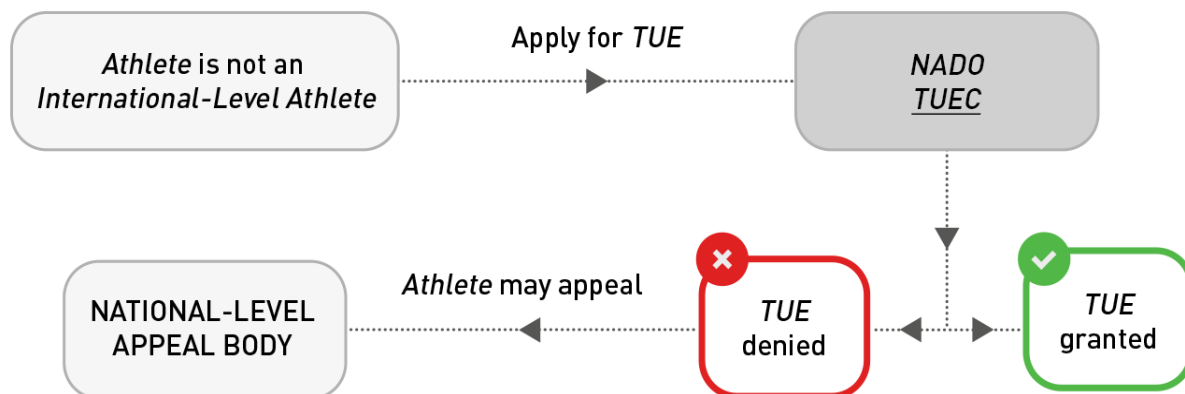 Athlete is not an
International-Level Athlete
Apply for TUE
NADO
TUEC
NATIONAL-LEVEL
APPEAL BODY
Athlete may appeal
TUE
denied
TUE
granted